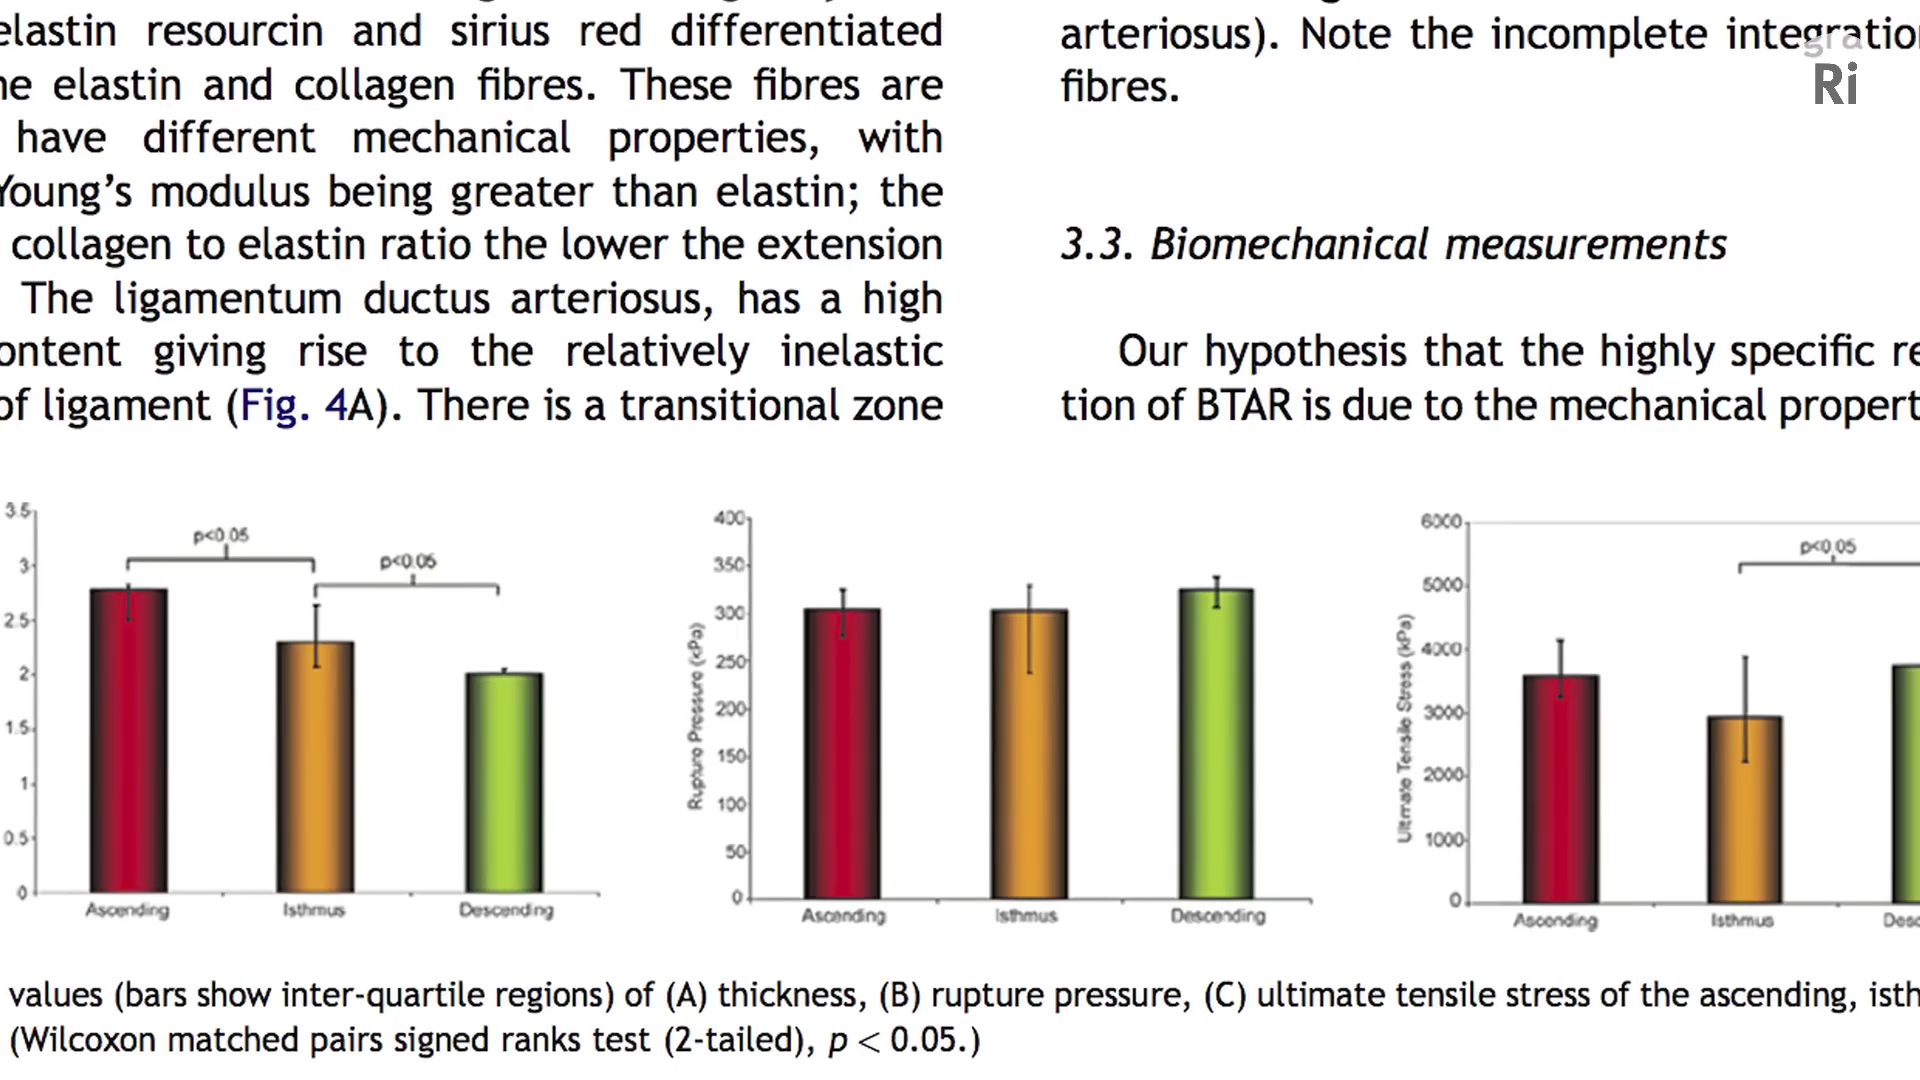 elastin resourcin and sirius red differentiated
elastin and collagen fibres. These fibres are
have different mechanical properties, with
Young's modulus being greater than elastin; the
collagen to elastin ratio the lower the extension
The ligamentum ductus arteriosus, has a high
ontent giving rise to the relatively inelastic
of ligament (Fig. 4A). There is a transitional zone
arteriosus). Note the incomplete integratio
fibres.
Ri
3.3. Biomechanical measurements
Our hypothesis that the highly specific re
tion of BTAR is due to the mechanical propert
3.5
3
2.5
2
1.5
1
0.5
0
p<0.05
p<0.05
Ascending Isthmus Descending
Rupture Pressure (kPa)
400
350
300
250
200
150
100
50
0
Ascending Isthmus Descending
Ultimate Tensile Stress (kPa)
6000
5000
4000
3000
2000
1000
0
p<0.05
Ascending Isthmus Desc
values (bars show inter-quartile regions) of (A) thickness, (B) rupture pressure, (C) ultimate tensile stress of the ascending, isth
(Wilcoxon matched pairs signed ranks test (2-tailed), p < 0.05.)